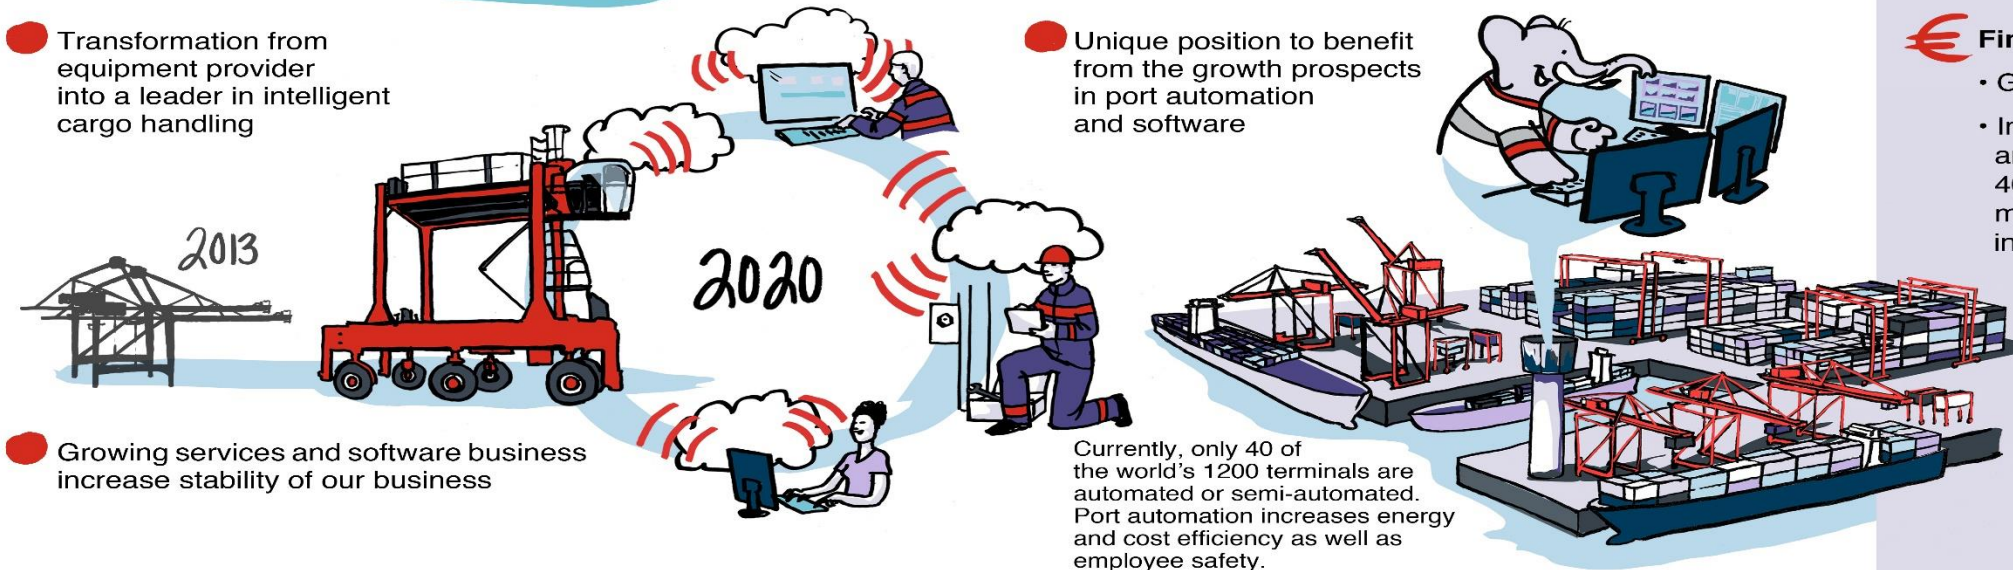 Transformation from
equipment provider
into a leader in intelligent
cargo handling
2013
2020
Growing services and software business
increase stability of our business
Unique position to benefit
from the growth prospects
in port automation
and software
Currently, only 40 of
the world's 1200 terminals are
automated or semi-automated.
Port automation increases energy
and cost efficiency as well as
employee safety.
€